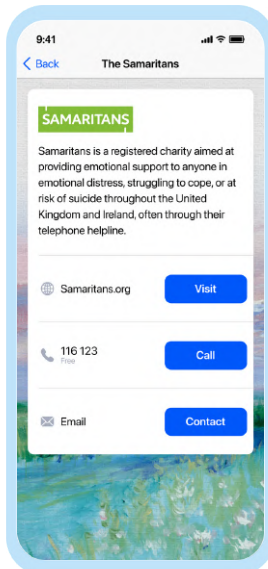 9:41
Back The Samaritans
SAMARITANS
Samaritans is a registered charity aimed at
providing emotional support to anyone in
emotional distress, struggling to cope, or at
risk of suicide throughout the United
Kingdom and Ireland, often through their
telephone helpline.
Samaritans.org Visit
116 123 Call
Free
Email Contact